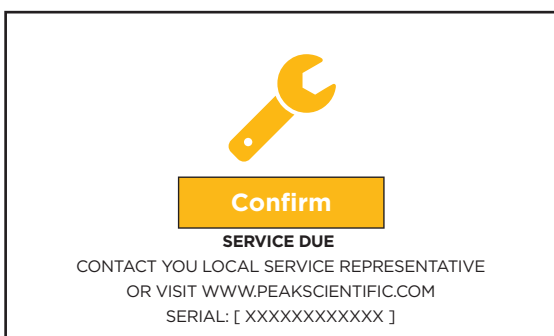 Confirm
SERVICE DUE
CONTACT YOU LOCAL SERVICE REPRESENTATIVE
OR VISIT WWW.PEAKSCIENTIFIC.COM
SERIAL: [ XXXXXXXXXXXX ]